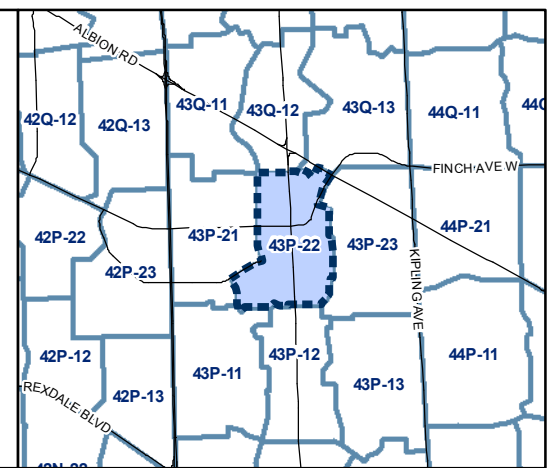 ALBION RD
42Q-12
42Q-13
43Q-11
43Q-12
43Q-13
44Q-11
FINCH AVE W
42P-22
42P-23
43P-21
43P-22
43P-23
44P-21
KIPLING AVE
42P-12
42P-13
43P-11
43P-12
43P-13
44P-11
REXDALE BLVD